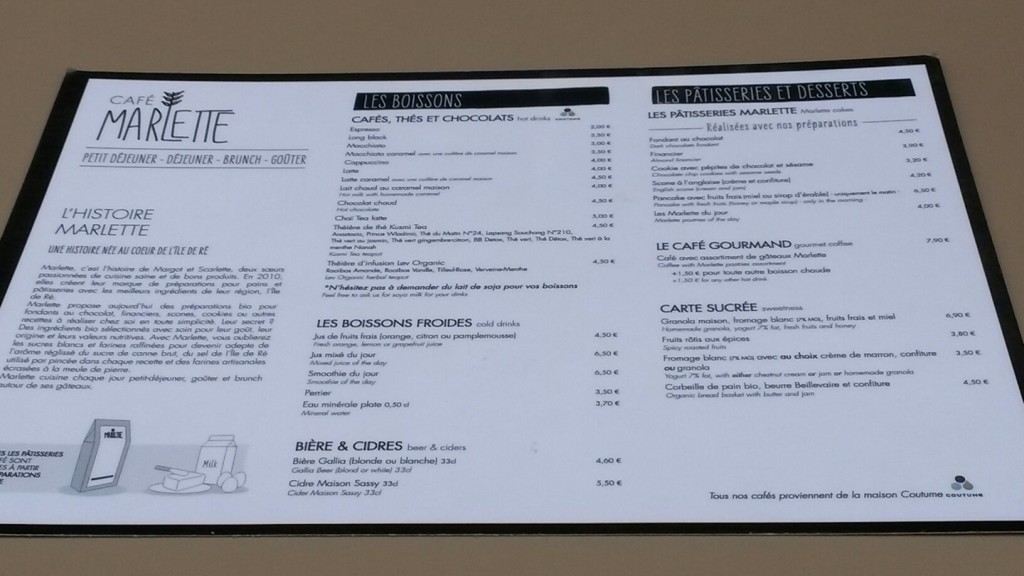 CAFÉ
MARLETTE
PETIT DÉJEUNER - DÉJEUNER - BRUNCH - GOÛTER
L'HISTOIRE
MARLETTE
UNE HISTOIRE NÉE AU COEUR DE L'ÎLE DE RÉ
Marlette, c'est l'histoire de Margot et Scarlette, deux sœurs
passionnées de cuisine saine et de bons produits. En 2010,
elles créent leur marque de préparations pour pains et
pâtisseries avec les meilleurs ingrédients de leur région, l'île
de Ré.
Marlette propose aujourd'hui des préparations bio pour
fondants au chocolat, financiers, scones, cookies ou autres
recettes à réaliser chez soi en toute simplicité. Leur secret ?
Des ingrédients bio sélectionnés avec soin pour leur goût, leur
origine et leurs valeurs nutritives. Avec Marlette, vous oublierez
les sucres blancs et farines raffinées pour devenir adepte de
l'arôme réglissé du sucre de canne brut, du sel de l'île de Ré
utilisé par pincée dans chaque recette et des farines artisanales
écrasées à la meule de pierre.
Marlette cuisine chaque jour petit-déjeuner, goûter et brunch
autour de ses gâteaux.
S LES PÂTISSERIES
FÉ SONT
ES À PARTIR
PARATIONS
E
MARLETTE
Milk
LES BOISSONS
CAFÉS, THÉS ET CHOCOLATS hot drinks COUTUME
Espresso 2,00 €
Long black 2,50 €
Macchiato 3,00 €
Macchiato caramel avec une cuillère de caramel maison 3,50 €
Cappuccino 4,00 €
Latte 4,00 €
Latte caramel avec une cuillère de caramel maison 4,50 €
Lait chaud au caramel maison 4,00 €
Hot milk with homemade caramel
Chocolat chaud 4,50 €
Hot chocolate
Chaï Tea latte 5,00 €
Théière de thé Kusmi Tea 4,50 €
Anastasia, Prince Wladimir, Thé du Matin N°24, Lapsang Souchong N°210,
Thé vert au Jasmin, Thé vert gingembre-citron, BB Detox, Thé vert, Thé Détox, Thé vert à la
menthe Nanah
Kusmi Tea teapot
Théière d'infusion Løv Organic 4,50 €
Rooibos Amande, Rooibos Vanille, Tilleul-Rose, Verveine-Menthe
Løv Organic herbal teapot
*N'hésitez pas à demander du lait de soja pour vos boissons
Feel free to ask us for soya milk for your drinks
LES BOISSONS FROIDES cold drinks
Jus de fruits frais (orange, citron ou pamplemousse) 4,50 €
Fresh orange, lemon or grapefruit juice
Jus mixé du jour 6,50 €
Mixed juice of the day
Smoothie du jour 6,50 €
Smoothie of the day
Perrier 3,50 €
Eau minérale plate 0,50 cl 3,70 €
Mineral water
BIÈRE & CIDRES beer & ciders
Bière Gallia (blonde ou blanche) 33cl 4,60 €
Gallia Beer (blond or white) 33cl
Cidre Maison Sassy 33cl 5,50 €
Cider Maison Sassy 33cl
LES PÂTISSERIES ET DESSERTS
LES PÂTISSERIES MARLETTE Marlette cakes
Réalisées avec nos préparations
Fondant au chocolat 4,50 €
Dark chocolate fondant
Financier 3,90 €
Almond financier
Cookie avec pépites de chocolat et sésame 3,20 €
Chocolate chip cookies with sesame seeds
Scone à l'anglaise (crème et confiture) 4,20 €
English scone (cream and jam)
Pancake avec fruits frais (miel ou sirop d'érable) - uniquement le matin - 6,50 €
Pancake with fresh fruits (honey or maple syrup) - only in the morning -
Les Marlette du jour 4,00 €
Marlette pastries of the day
LE CAFÉ GOURMAND gourmet coffee 7,90 €
Café avec assortiment de gâteaux Marlette
Coffee with Marlette pastries assortment
+1,50 € pour toute autre boisson chaude
+1,50 € for any other hot drink
CARTE SUCRÉE sweetness
Granola maison, fromage blanc (7% MG), fruits frais et miel 6,90 €
Homemade granola, yogurt 7% fat, fresh fruits and honey
Fruits rôtis aux épices 3,80 €
Spicy roasted fruits
Fromage blanc (7% MG) avec au choix crème de marron, confiture 3,50 €
ou granola
Yogurt 7% fat, with either chestnut cream or jam or homemade granola
Corbeille de pain bio, beurre Beillevaire et confiture 4,50 €
Organic bread basket with butter and jam
Tous nos cafés proviennent de la maison Coutume COUTUME